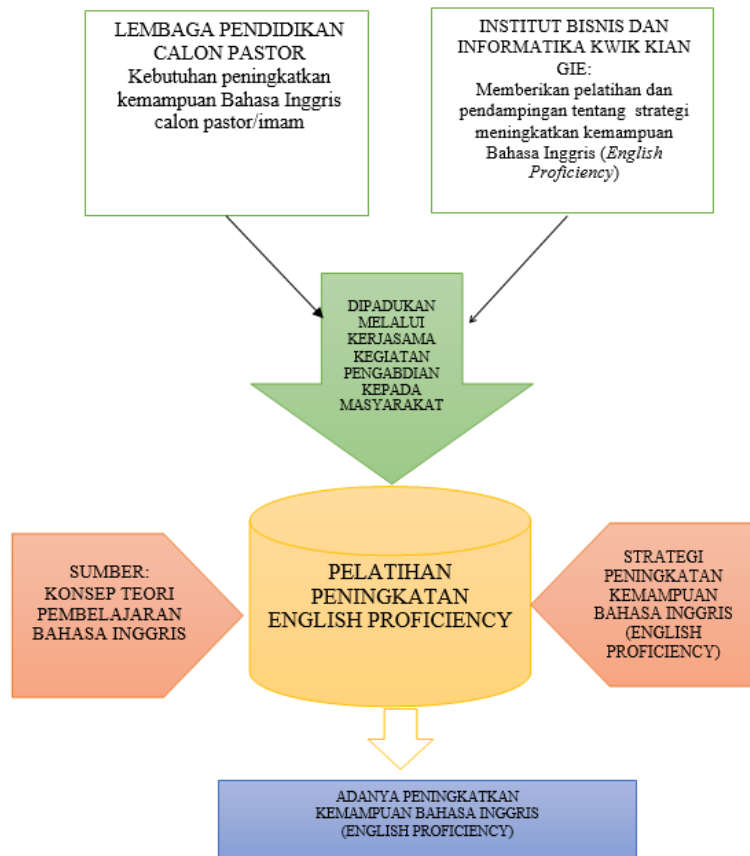 LEMBAGA PENDIDIKAN
CALON PASTOR
Kebutuhan peningkatkan
kemampuan Bahasa Inggris
calon pastor/imam
INSTITUT BISNIS DAN
INFORMATIKA KWIK KIAN
GIE:
Memberikan pelatihan dan
pendampingan tentang strategi
meningkatkan kemampuan
Bahasa Inggris (English
Proficiency)
DIPADUKAN
MELALUI
KERJASAMA
KEGIATAN
PENGABDIAN
KEPADA
MASYARAKAT
SUMBER:
KONSEP TEORI
PEMBELAJARAN
BAHASA INGGRIS
PELATIHAN
PENINGKATAN
ENGLISH PROFICIENCY
STRATEGI
PENINGKATAN
KEMAMPUAN
BAHASA INGGRIS
(ENGLISH
PROFICIENCY)
ADANYA PENINGKATKAN
KEMAMPUAN BAHASA INGGRIS
(ENGLISH PROFICIENCY)